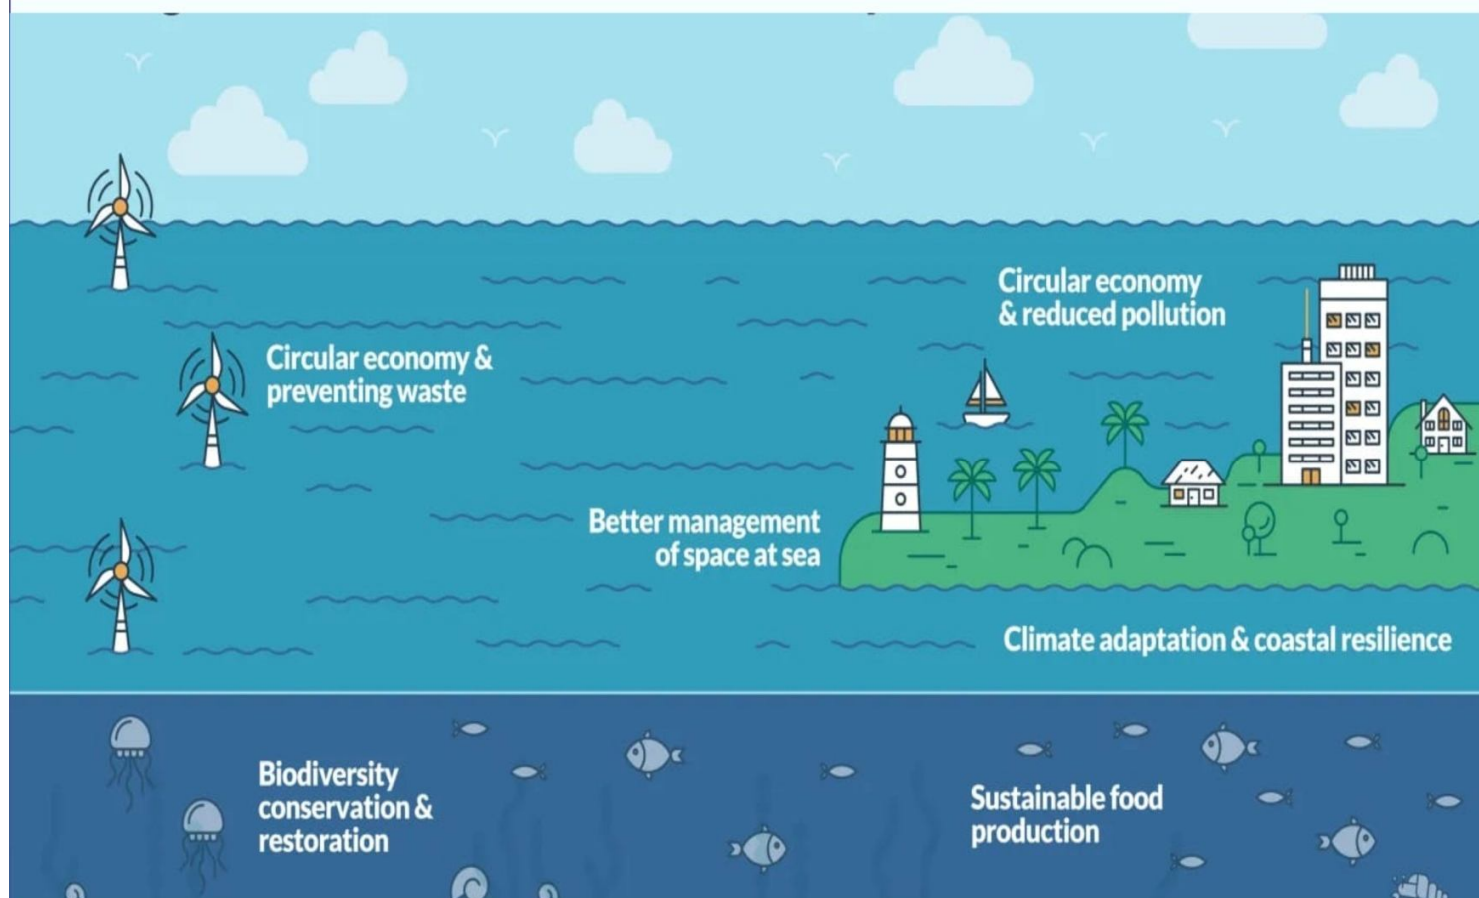 Circular economy
& reduced pollution
Circular economy &
preventing waste
Better management
of space at sea
Climate adaptation & coastal resilience
Biodiversity
conservation &
restoration
Sustainable food
production